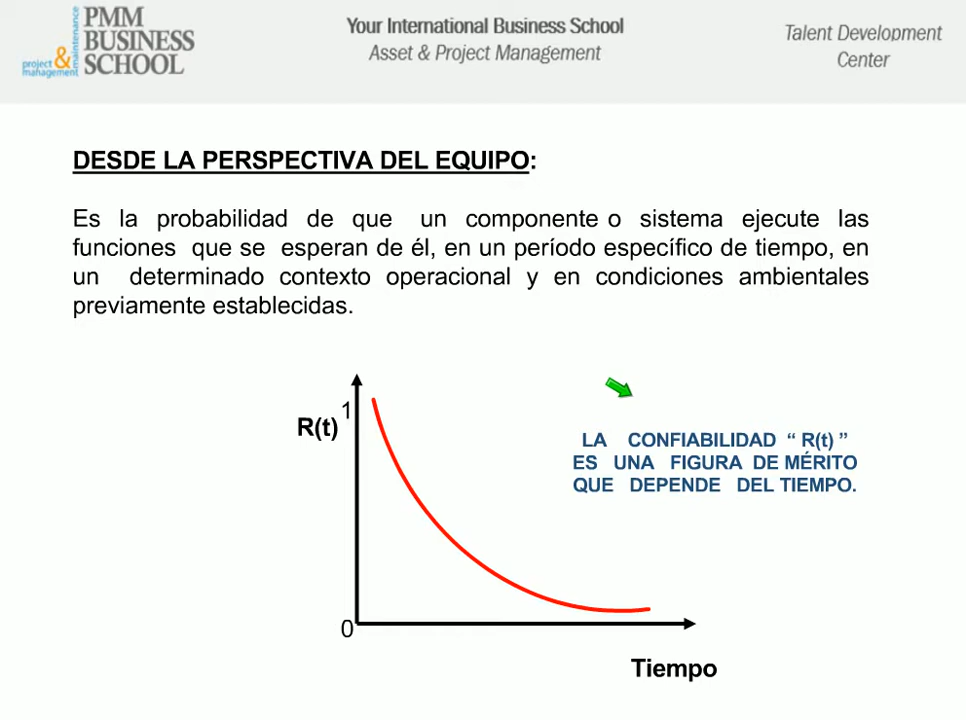 project & management
maintenance
PMM
BUSINESS
SCHOOL
Your International Business School
Asset & Project Management
Talent Development
Center
DESDE LA PERSPECTIVA DEL EQUIPO:
Es la probabilidad de que un componente o sistema ejecute las
funciones que se esperan de él, en un período específico de tiempo, en
un determinado contexto operacional y en condiciones ambientales
previamente establecidas.
1
R(t)
LA CONFIABILIDAD “ R(t) ”
ES UNA FIGURA DE MÉRITO
QUE DEPENDE DEL TIEMPO.
0
Tiempo